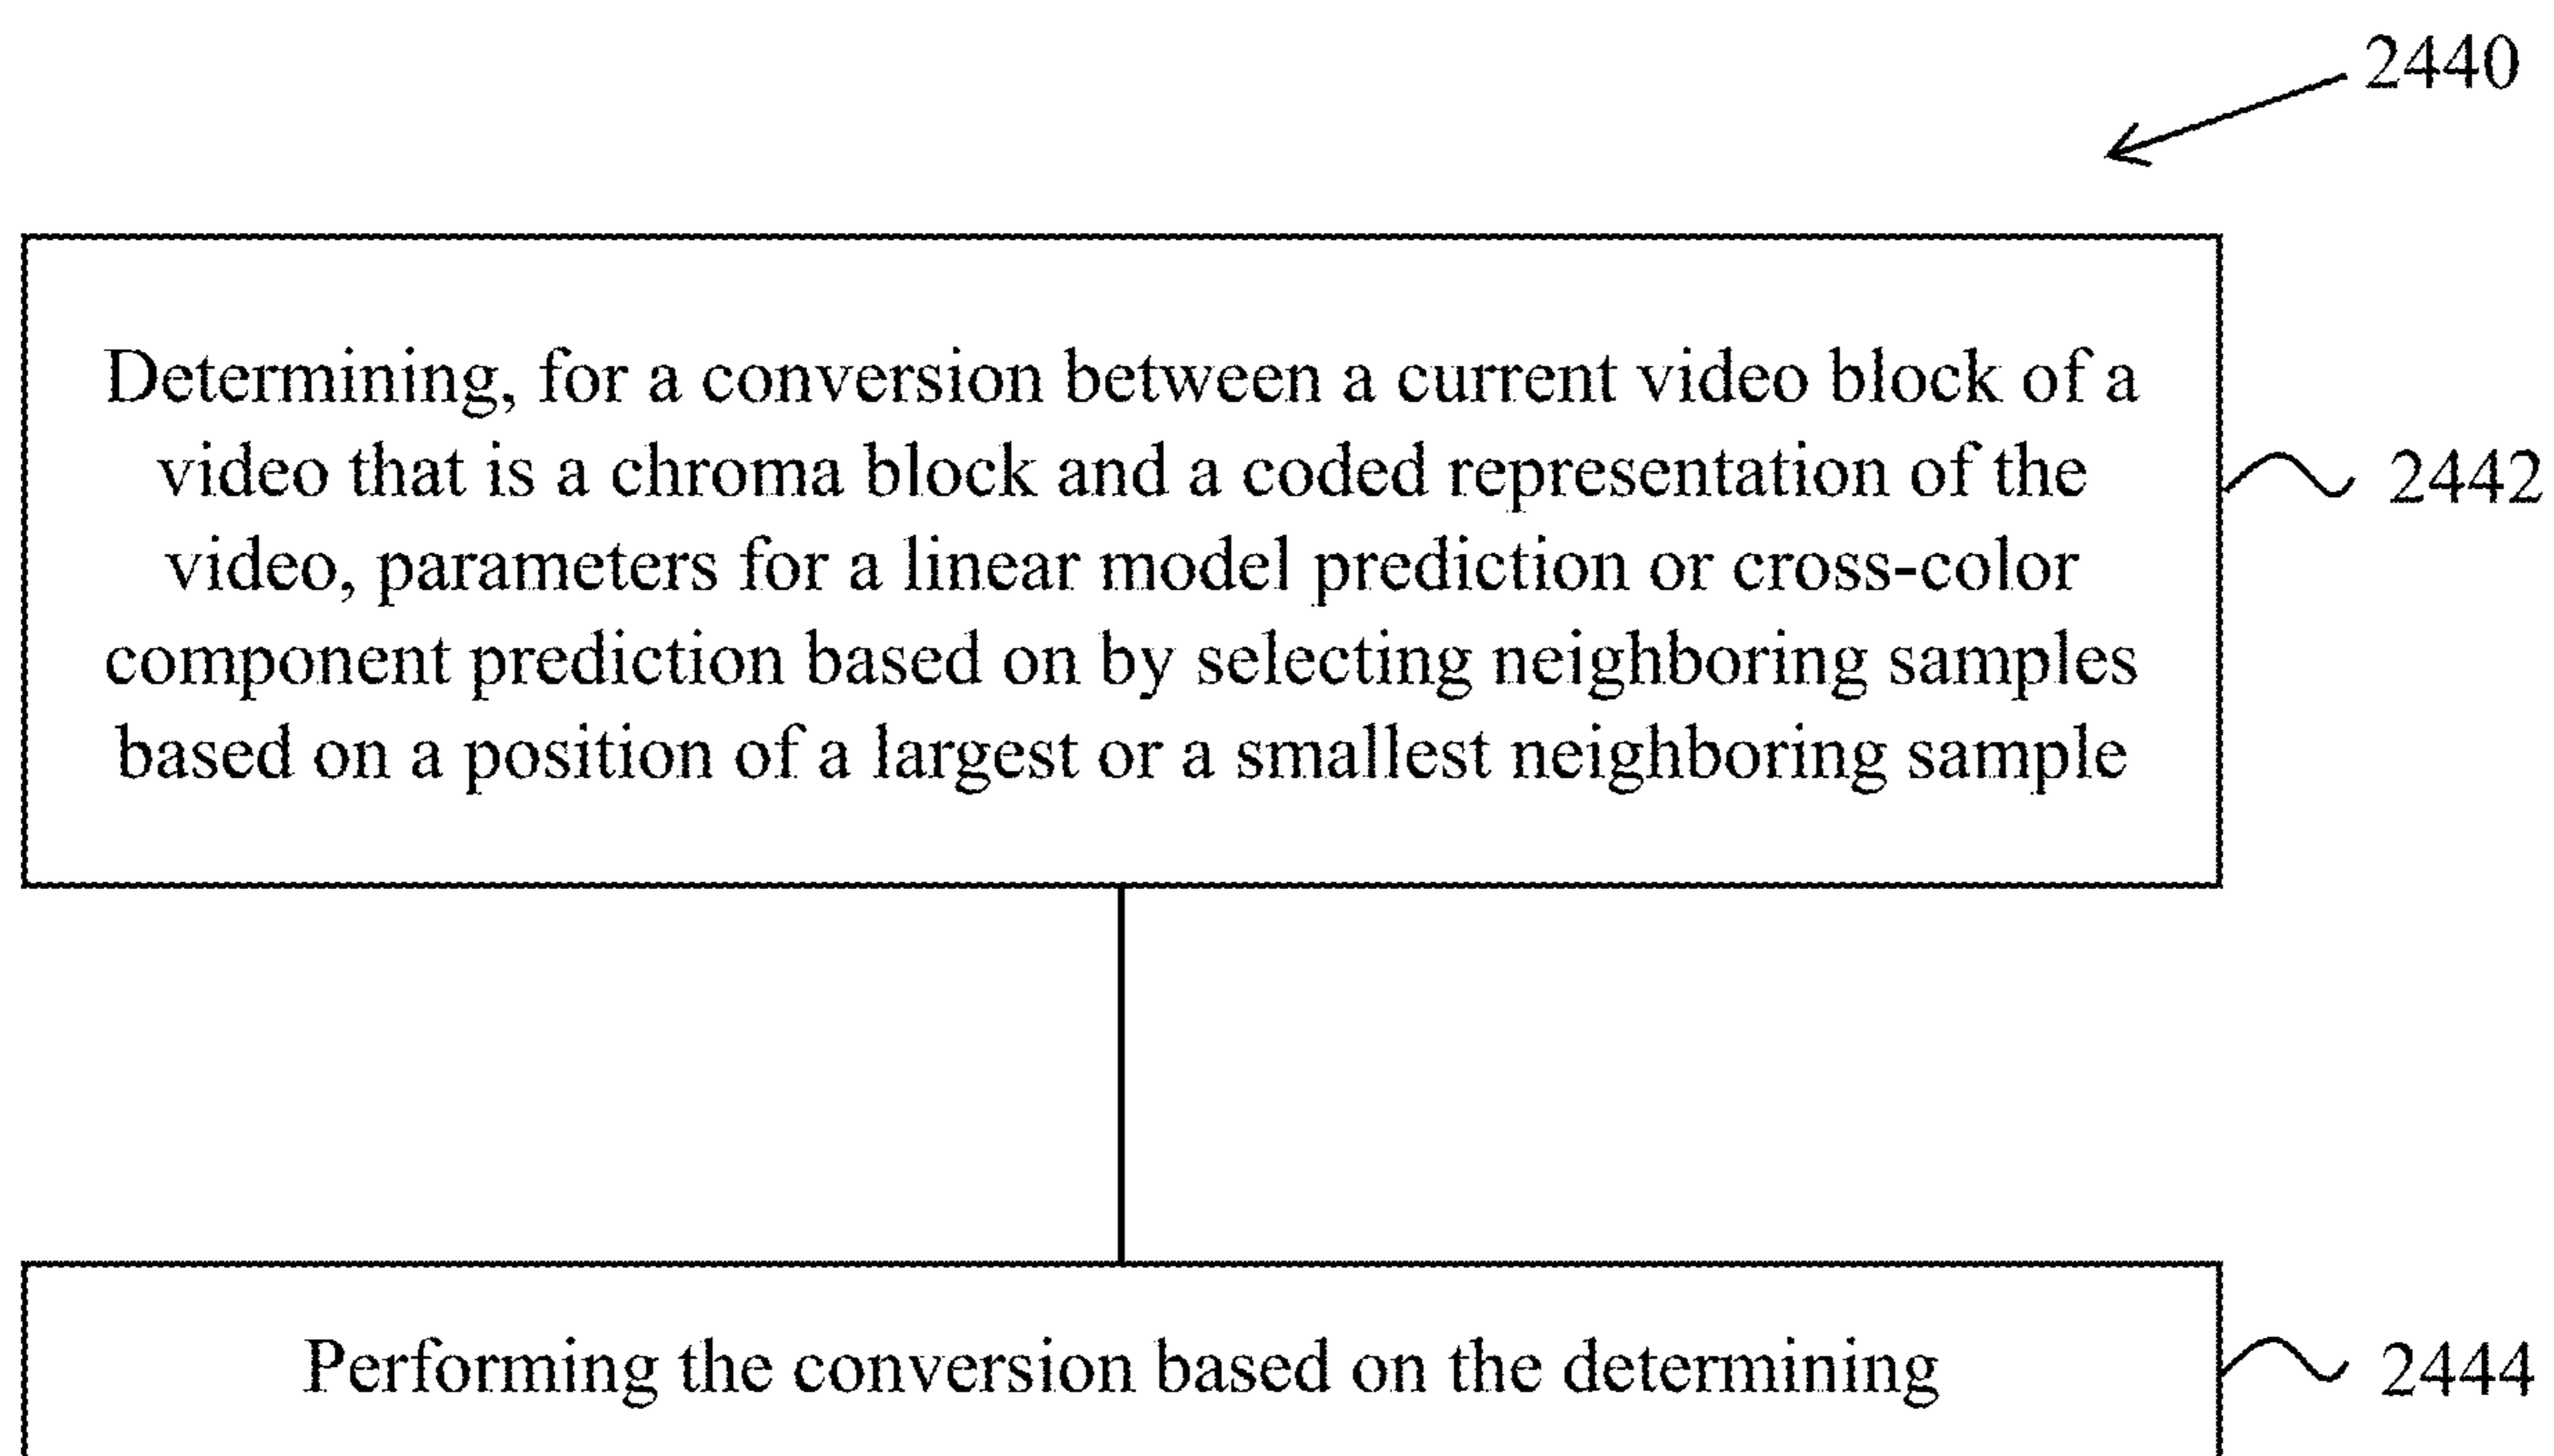 2440
Determining, for a conversion between a current video block of a
video that is a chroma block and a coded representation of the
video, parameters for a linear model prediction or cross-color
component prediction based on by selecting neighboring samples
based on a position of a largest or a smallest neighboring sample
2442
Performing the conversion based on the determining
2444